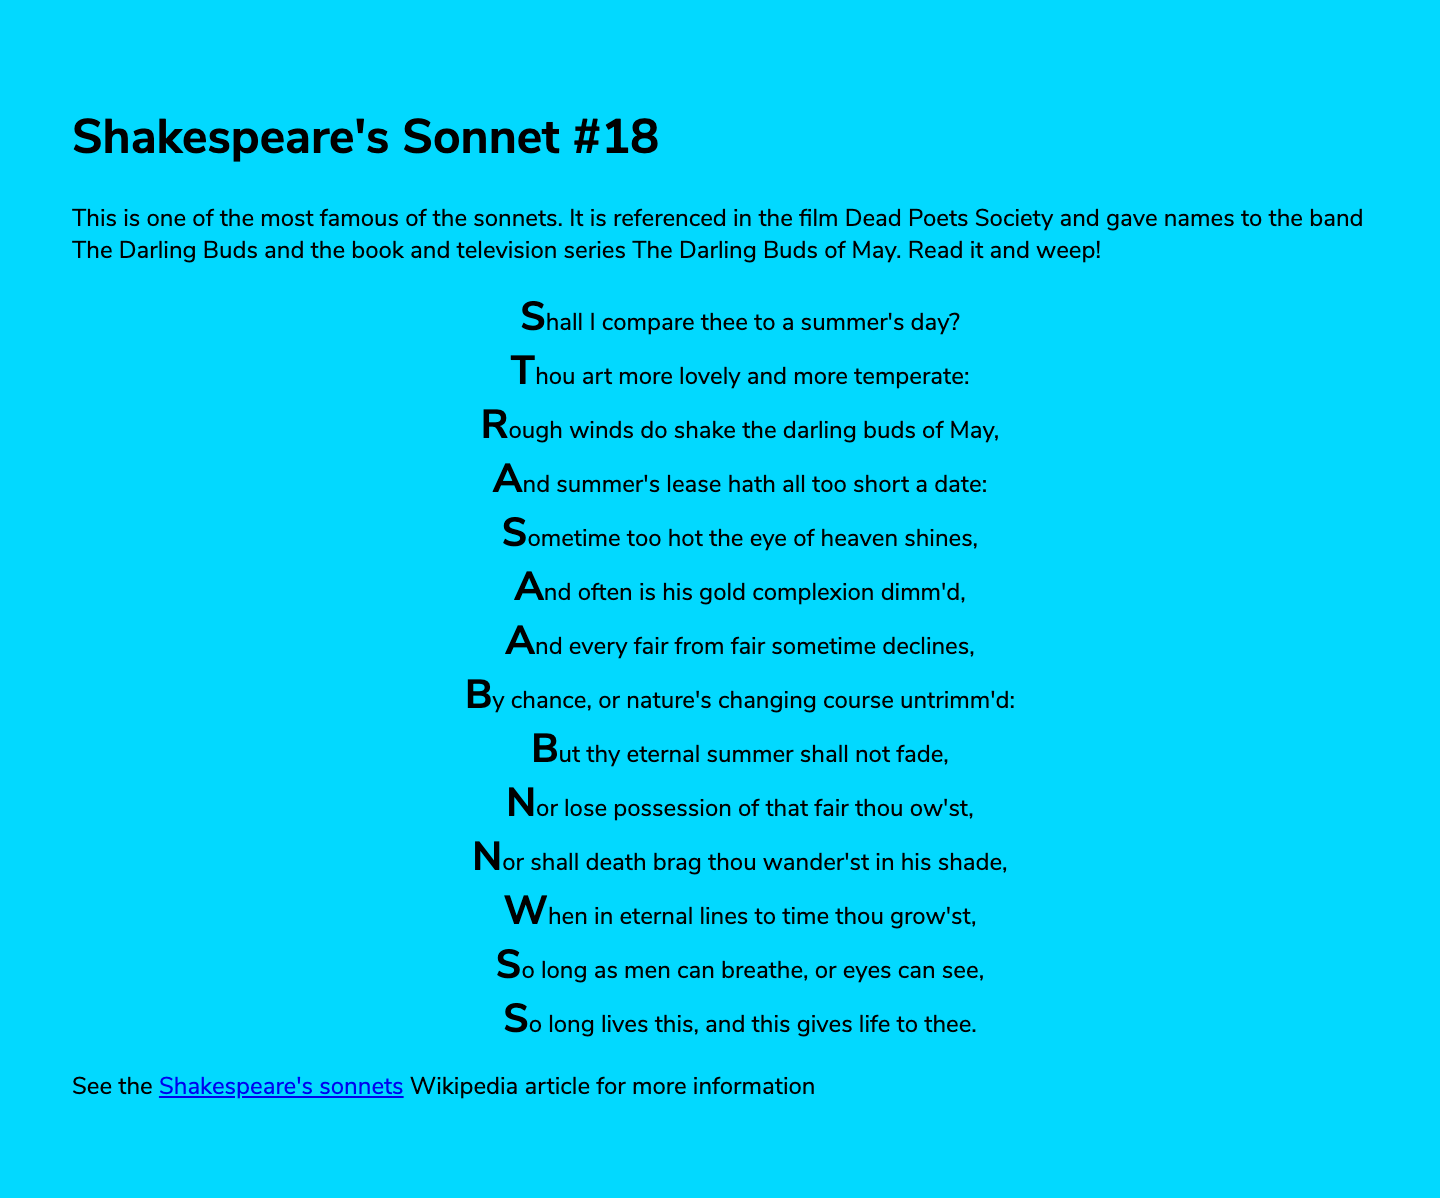 Shakespeare's Sonnet #18
This is one of the most famous of the sonnets. It is referenced in the film Dead Poets Society and gave names to the band
The Darling Buds and the book and television series The Darling Buds of May. Read it and weep!
Shall I compare thee to a summer's day?
Thou art more lovely and more temperate:
Rough winds do shake the darling buds of May,
And summer's lease hath all too short a date:
Sometime too hot the eye of heaven shines,
And often is his gold complexion dimm'd,
And every fair from fair sometime declines,
By chance, or nature's changing course untrimm'd:
But thy eternal summer shall not fade,
Nor lose possession of that fair thou ow'st,
Nor shall death brag thou wander'st in his shade,
When in eternal lines to time thou grow'st,
So long as men can breathe, or eyes can see,
So long lives this, and this gives life to thee.
See the Shakespeare's sonnets Wikipedia article for more information